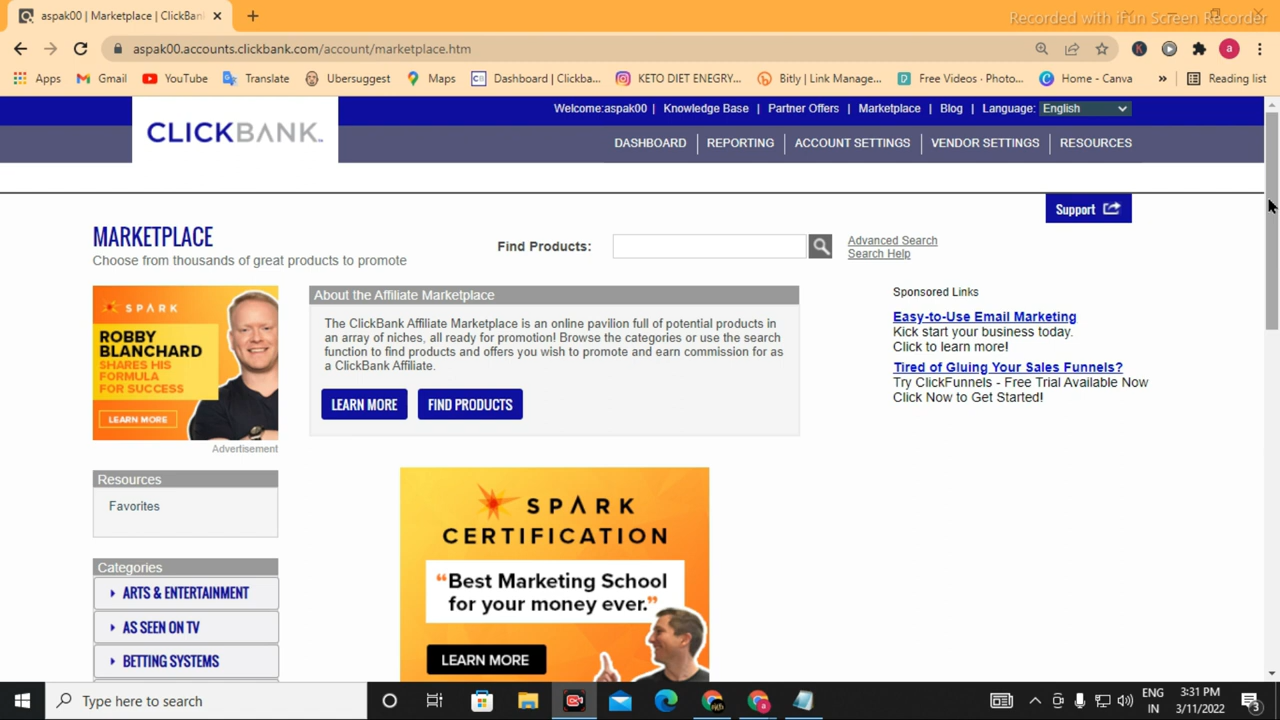 aspak00 | Marketplace | ClickBan
Recorded with iFun Screen Recorder
aspak00.accounts.clickbank.com/account/marketplace.htm
a
Apps
Gmail
YouTube
Translate
Ubersuggest
Maps
Dashboard | Clickba...
KETO DIET ENEGRY...
Bitly | Link Manage...
Free Videos · Photo...
Home - Canva
»
Reading list
Welcome:aspak00 | Knowledge Base | Partner Offers | Marketplace | Blog | Language: English
CLICKBANK
DASHBOARD | REPORTING | ACCOUNT SETTINGS | VENDOR SETTINGS | RESOURCES
Support
MARKETPLACE
Choose from thousands of great products to promote
Find Products:
Advanced Search
Search Help
SPARK
ROBBY
BLANCHARD
SHARES HIS
FORMULA
FOR SUCCESS
LEARN MORE
Advertisement
About the Affiliate Marketplace
The ClickBank Affiliate Marketplace is an online pavilion full of potential products in
an array of niches, all ready for promotion! Browse the categories or use the search
function to find products and offers you wish to promote and earn commission for as
a ClickBank Affiliate.
LEARN MORE
FIND PRODUCTS
Sponsored Links
Easy-to-Use Email Marketing
Kick start your business today.
Click to learn more!
Tired of Gluing Your Sales Funnels?
Try ClickFunnels - Free Trial Available Now
Click Now to Get Started!
Resources
Favorites
Categories
ARTS & ENTERTAINMENT
AS SEEN ON TV
BETTING SYSTEMS
SPARK
CERTIFICATION
“Best Marketing School
for your money ever.”
LEARN MORE
Type here to search
ENG
IN
3:31 PM
3/11/2022
3